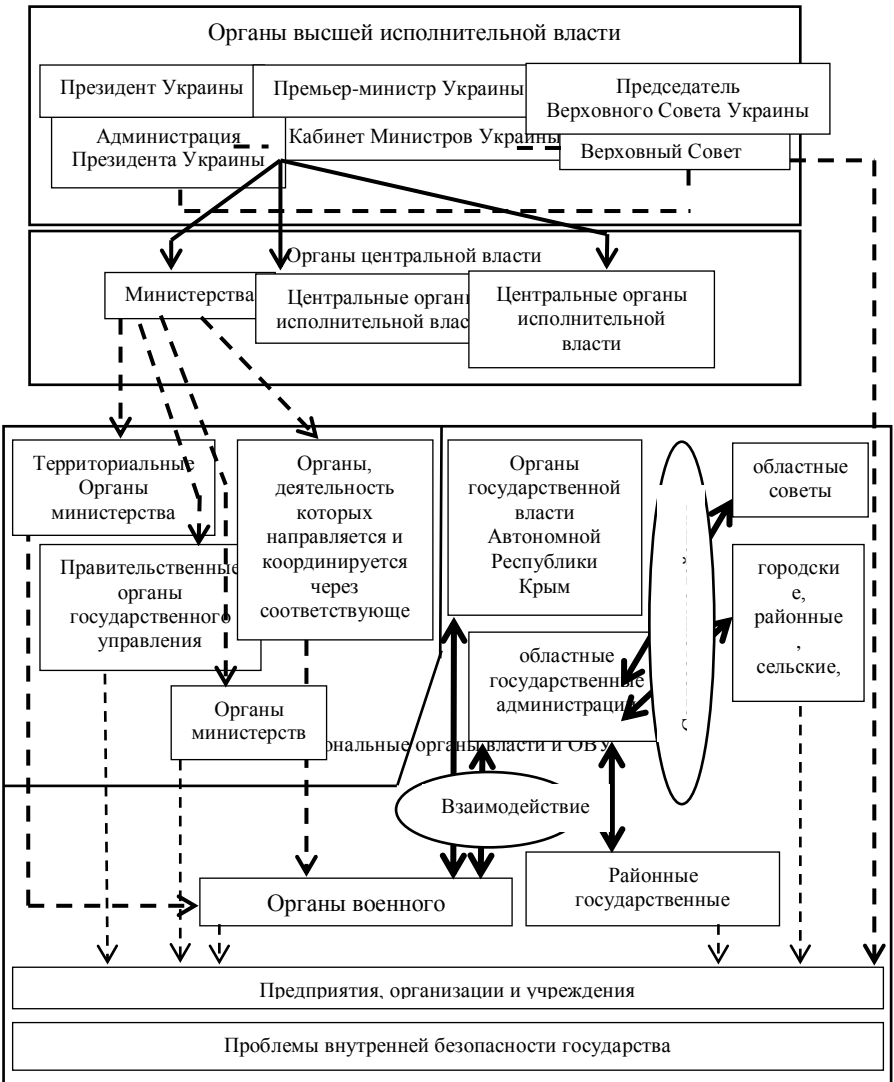 Органы высшей исполнительной власти
Президент Украины
Премьер-министр Украины
Председатель
Верховного Совета Украины
Администрация
Президента Украины
Кабинет Министров Украины
Верховный Совет
Органы центральной власти
Министерства
Центральные
исполнительной
Центральные органы
исполнительной
власти
Территориальные
Органы
министерства
Органы,
деятельность
которых
направляется и
координируется
через
соответствующе
Органы
государственной
власти
Автономной
Республики
Крым
областные
советы
Правительственные
органы
государственного
управления
городски
е,
районные
,
сельские,
областные
государственные
администрации
Органы
министерств
ональные органы власти и ОВУ
Взаимодействие
Органы военного
Районные
государственные
Предприятия, организации и учреждения
Проблемы внутренней безопасности государства